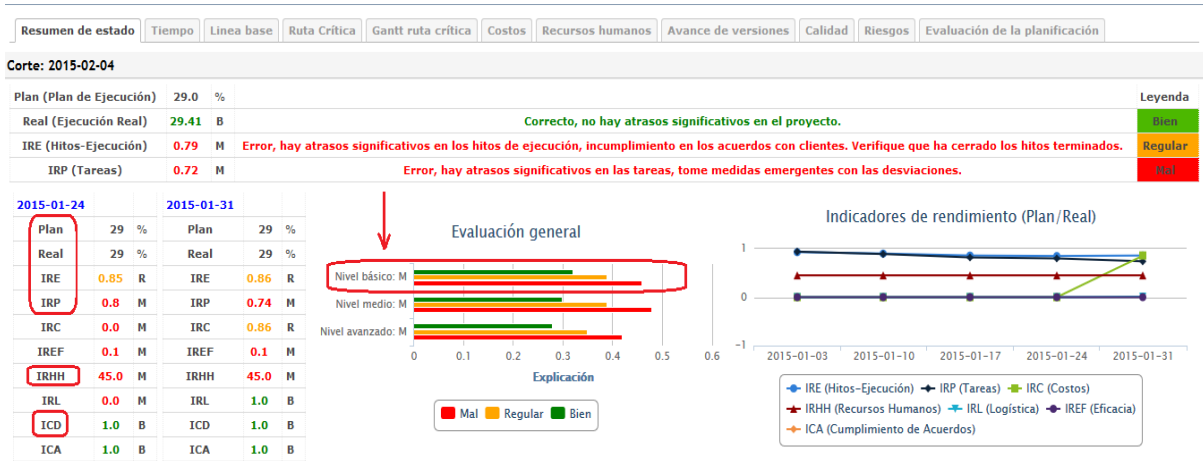 Resumen de estado Tiempo Linea base Ruta Crítica Gantt ruta crítica Costos Recursos humanos Avance de versiones Calidad Riesgos Evaluación de la planificación
Corte: 2015-02-04
Plan (Plan de Ejecución) 29.0 % Leyenda
Real (Ejecución Real) 29.41 B Correcto, no hay atrasos significativos en el proyecto. Bien
IRE (Hitos-Ejecución) 0.79 M Error, hay atrasos significativos en los hitos de ejecución, incumplimiento en los acuerdos con clientes. Verifique que ha cerrado los hitos terminados. Regular
IRP (Tareas) 0.72 M Error, hay atrasos significativos en las tareas, tome medidas emergentes con las desviaciones. Mal
2015-01-24 2015-01-31
Plan 29 % Plan 29 %
Real 29 % Real 29 %
IRE 0.85 R IRE 0.86 R
IRP 0.8 M IRP 0.74 M
IRC 0.0 M IRC 0.86 R
IREF 0.1 M IREF 0.1 M
IRHH 45.0 M IRHH 45.0 M
IRL 0.0 M IRL 1.0 B
ICD 1.0 B ICD 1.0 B
ICA 1.0 B ICA 1.0 B
Evaluación general
Nivel básico: M
Nivel medio: M
Nivel avanzado: M
0 0.1 0.2 0.3 0.4 0.5 0.6
Explicación
Mal Regular Bien
Indicadores de rendimiento (Plan/Real)
1
0
-1
2015-01-03 2015-01-10 2015-01-17 2015-01-24 2015-01-31
IRE (Hitos-Ejecución) IRP (Tareas) IRC (Costos)
IRHH (Recursos Humanos) IRL (Logística) IREF (Eficacia)
ICA (Cumplimiento de Acuerdos)